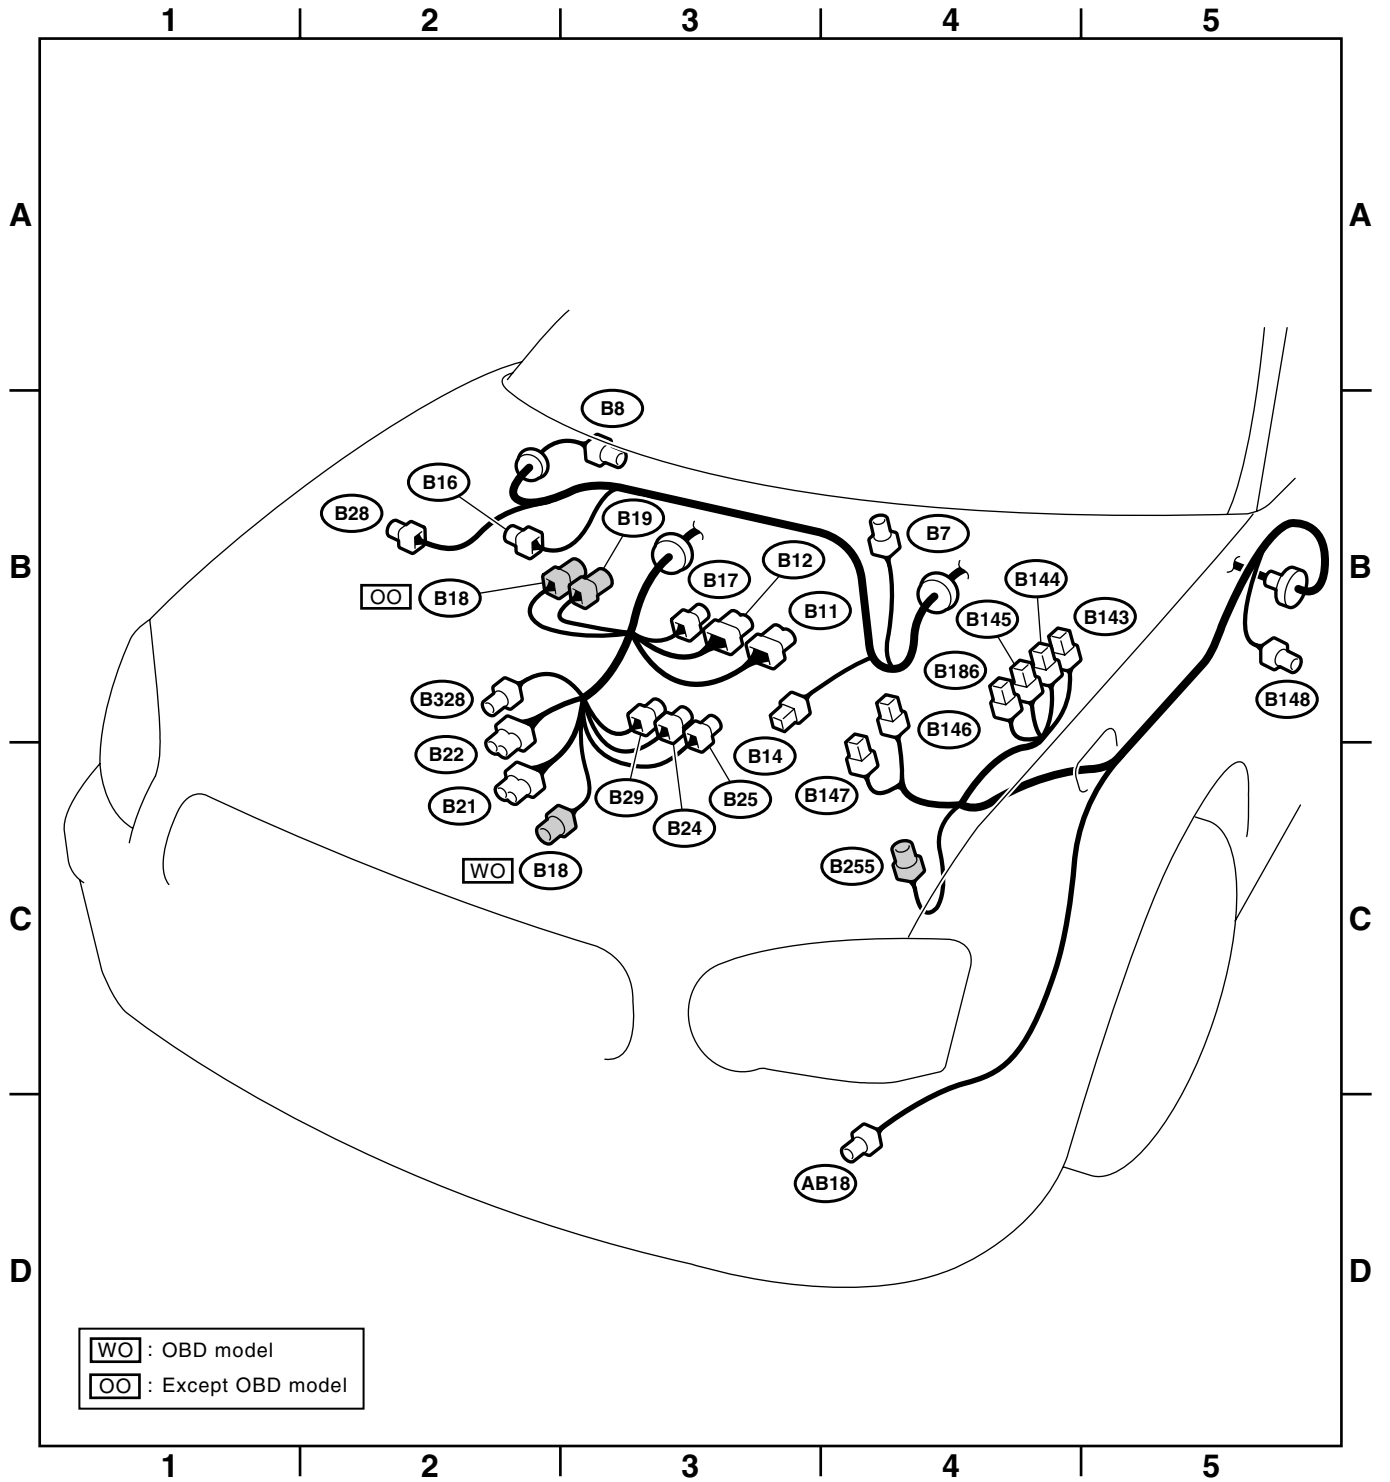 1 2 3 4 5
A A
B8
B16
B28
B19
B7
B12
B B
B17
B144
OO B18
B11
B145
B143
B186
B328
B148
B146
B22
B14
B147
B29
B25
B21
B24
B255
WO B18
C C
AB18
D D
WO : OBD model
OO : Except OBD model
1 2 3 4 5